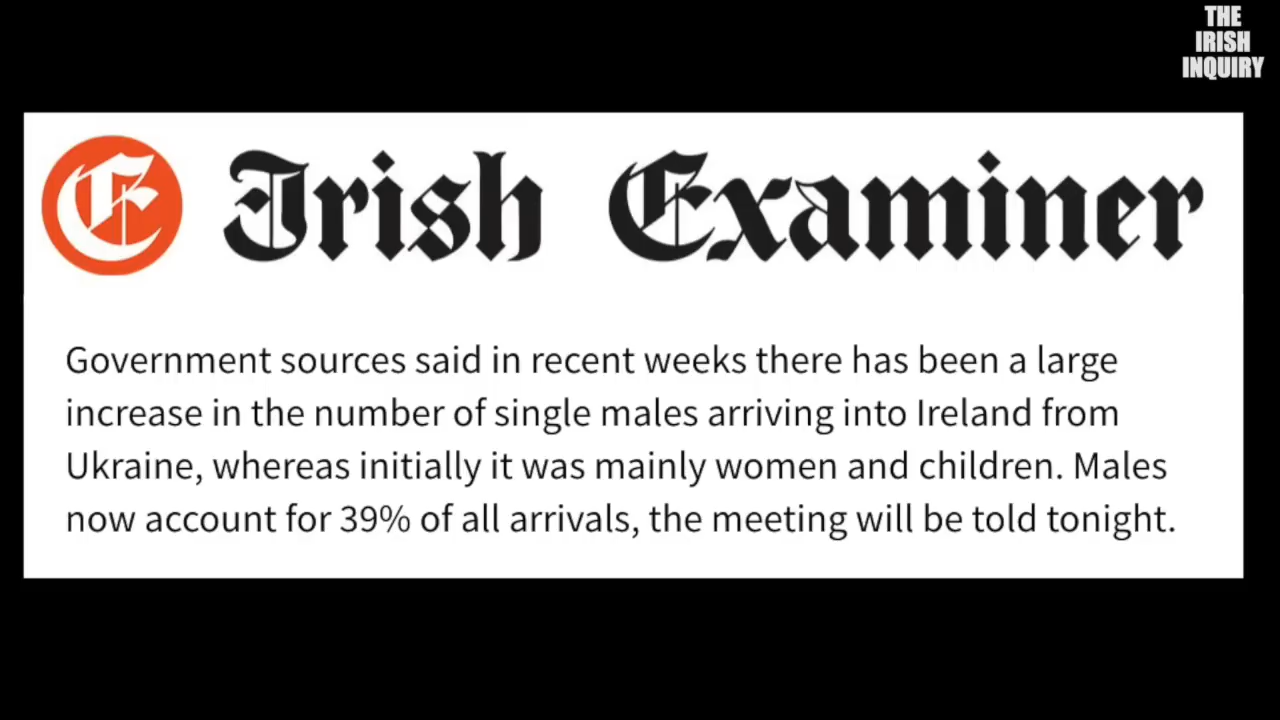 THE
IRISH
INQUIRY
E Irish Examiner
Government sources said in recent weeks there has been a large
increase in the number of single males arriving into Ireland from
Ukraine, whereas initially it was mainly women and children. Males
now account for 39% of all arrivals, the meeting will be told tonight.